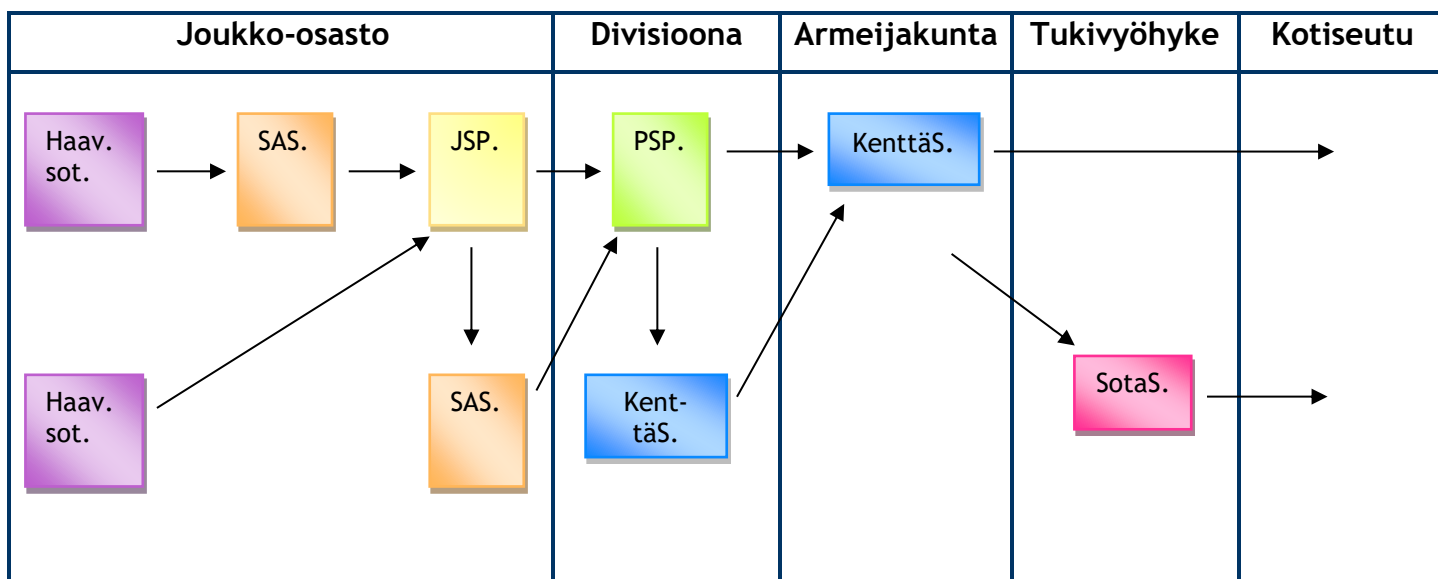 Joukko-osasto
Divisioona
Armeijakunta
Tukivyöhyke
Kotiseutu
Haav.
sot.
SAS.
JSP.
PSP.
KenttäS.
Haav.
sot.
SAS.
Kent-
täS.
SotaS.